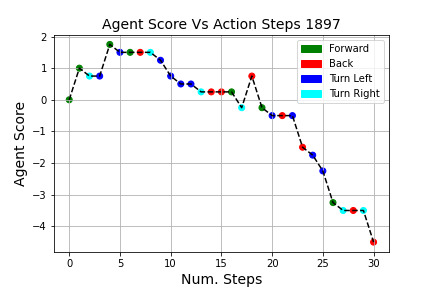 Agent Score Vs Action Steps 1897
2
1
0
−1
−2
−3
−4
Agent Score
Forward
Back
Turn Left
Turn Right
0 5 10 15 20 25 30
Num. Steps